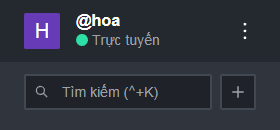 H
@hoa
Trực tuyến
Tìm kiếm (^+K)